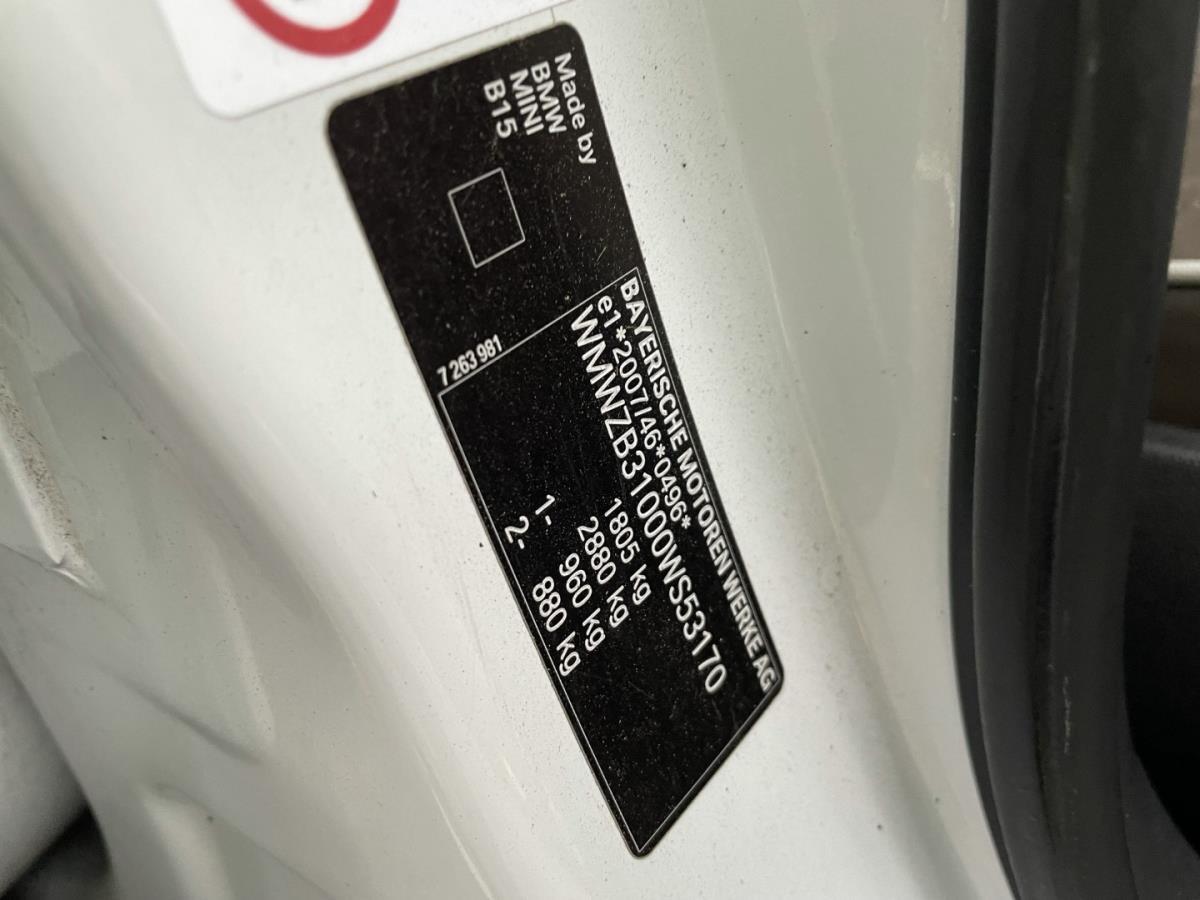 Made by
BMW
MINI
B15
7 263 981
BAYERISCHE MOTOREN WERKE AG
e1*2007/46*0496*
WMWZB31000WS53170
1805 kg
2880 kg
1- 960 kg
2- 880 kg